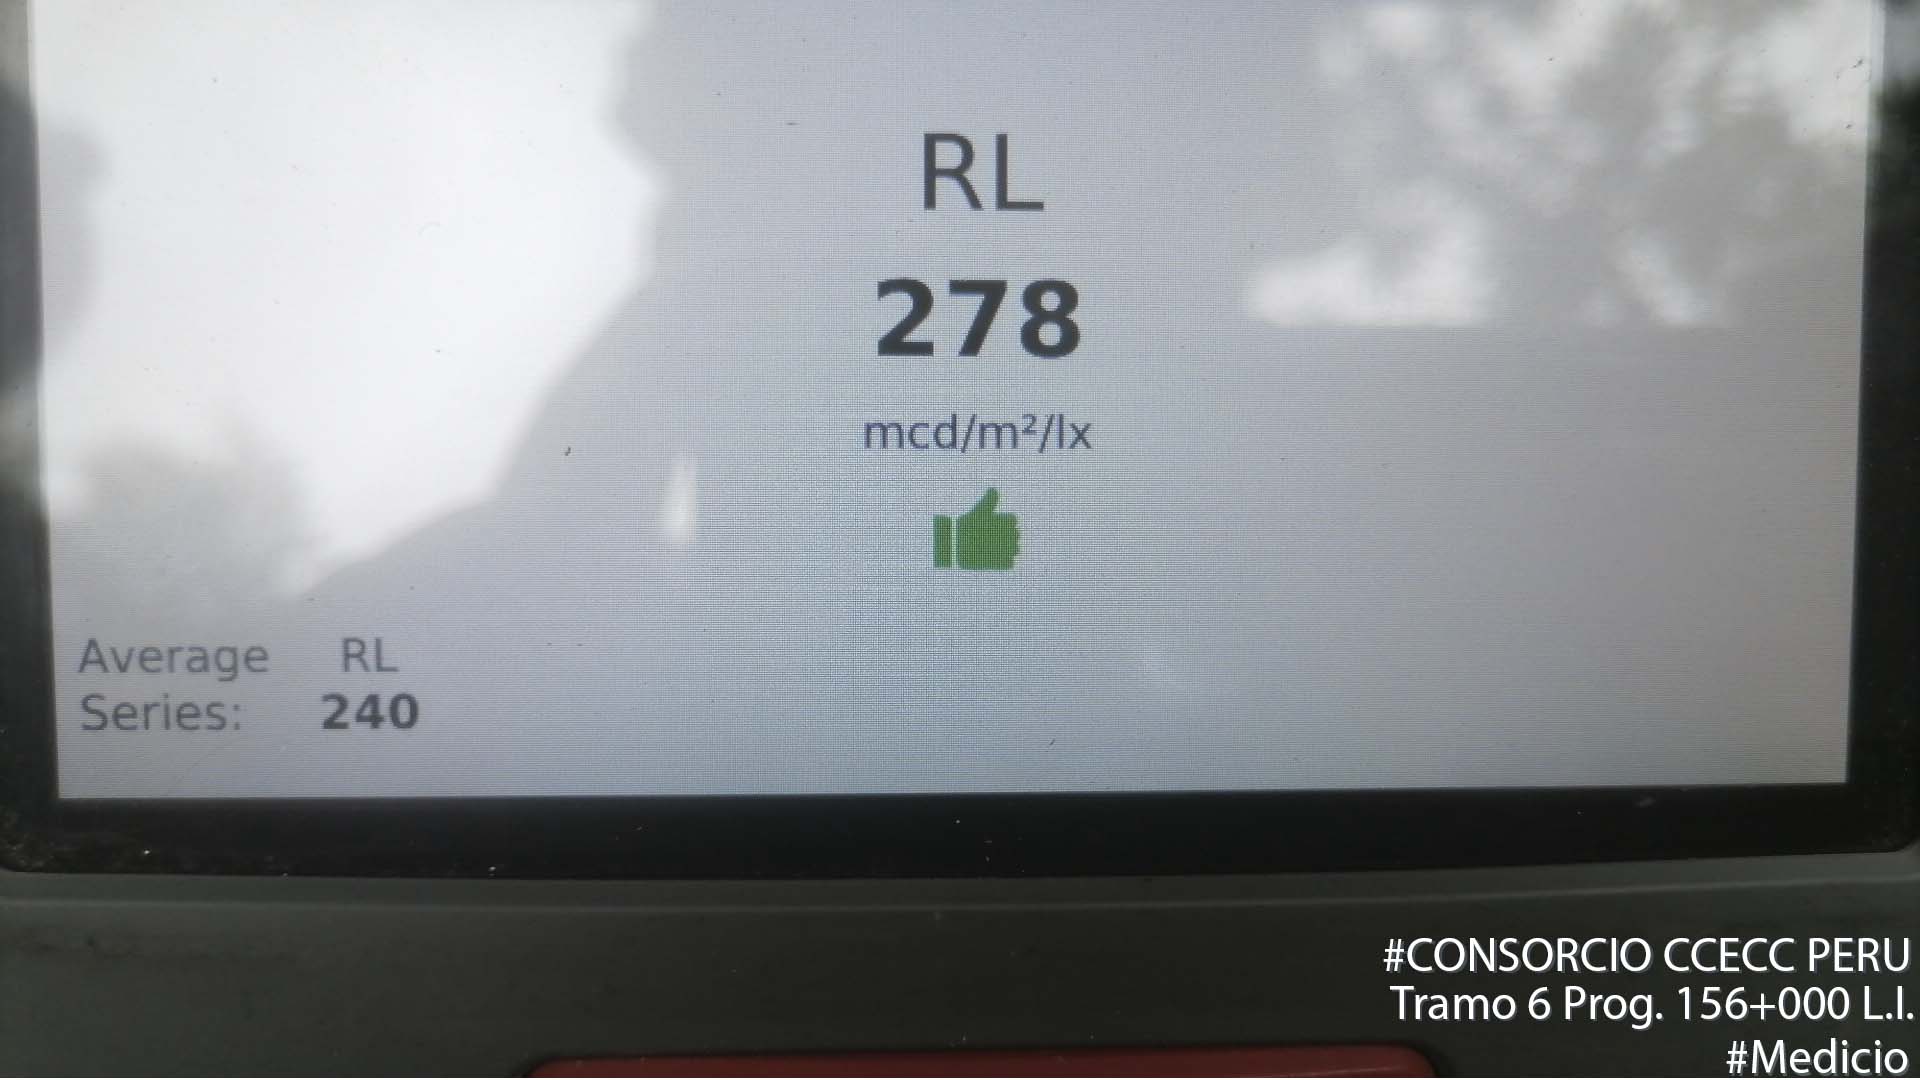 RL
278
mcd/m²/lx
Average RL
Series: 240
#CONSORCIO CCECC PERU
Tramo 6 Prog. 156+000 L.I.
#Medicio